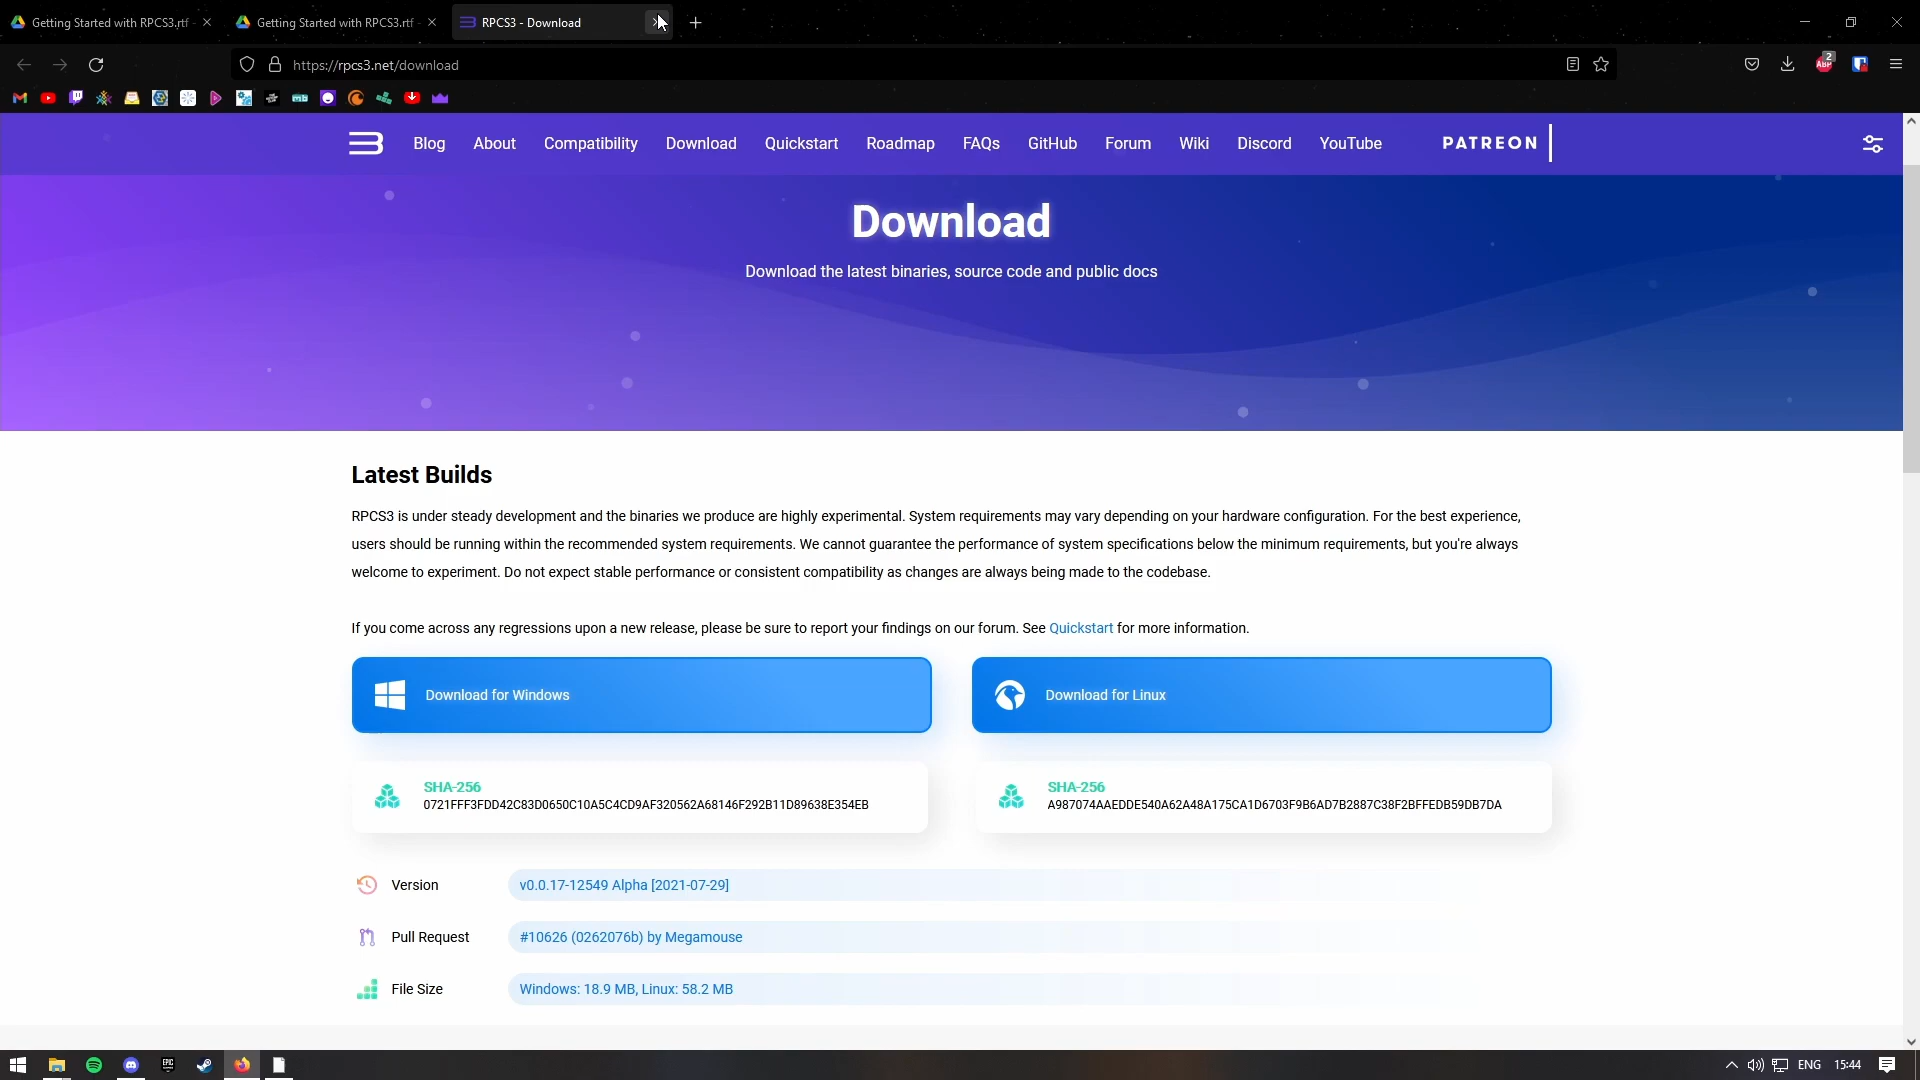 Getting Started with RPCS3.rtf -
Getting Started with RPCS3.rtf -
RPCS3 - Download
https://rpcs3.net/download
ABP
2
Blog
About
Compatibility
Download
Quickstart
Roadmap
FAQs
GitHub
Forum
Wiki
Discord
YouTube
PATREON
Download
Download the latest binaries, source code and public docs
Latest Builds
RPCS3 is under steady development and the binaries we produce are highly experimental. System requirements may vary depending on your hardware configuration. For the best experience,
users should be running within the recommended system requirements. We cannot guarantee the performance of system specifications below the minimum requirements, but you're always
welcome to experiment. Do not expect stable performance or consistent compatibility as changes are always being made to the codebase.
If you come across any regressions upon a new release, please be sure to report your findings on our forum. See Quickstart for more information.
Download for Windows
Download for Linux
SHA-256
0721FFF3FDD42C83D0650C10A5C4CD9AF320562A68146F292B11D89638E354EB
SHA-256
A987074AAEDDE540A62A48A175CA1D6703F9B6AD7B2887C38F2BFFEDB59DB7DA
Version
v0.0.17-12549 Alpha [2021-07-29]
Pull Request
#10626 (0262076b) by Megamouse
File Size
Windows: 18.9 MB, Linux: 58.2 MB
EPIC
ENG
15:44